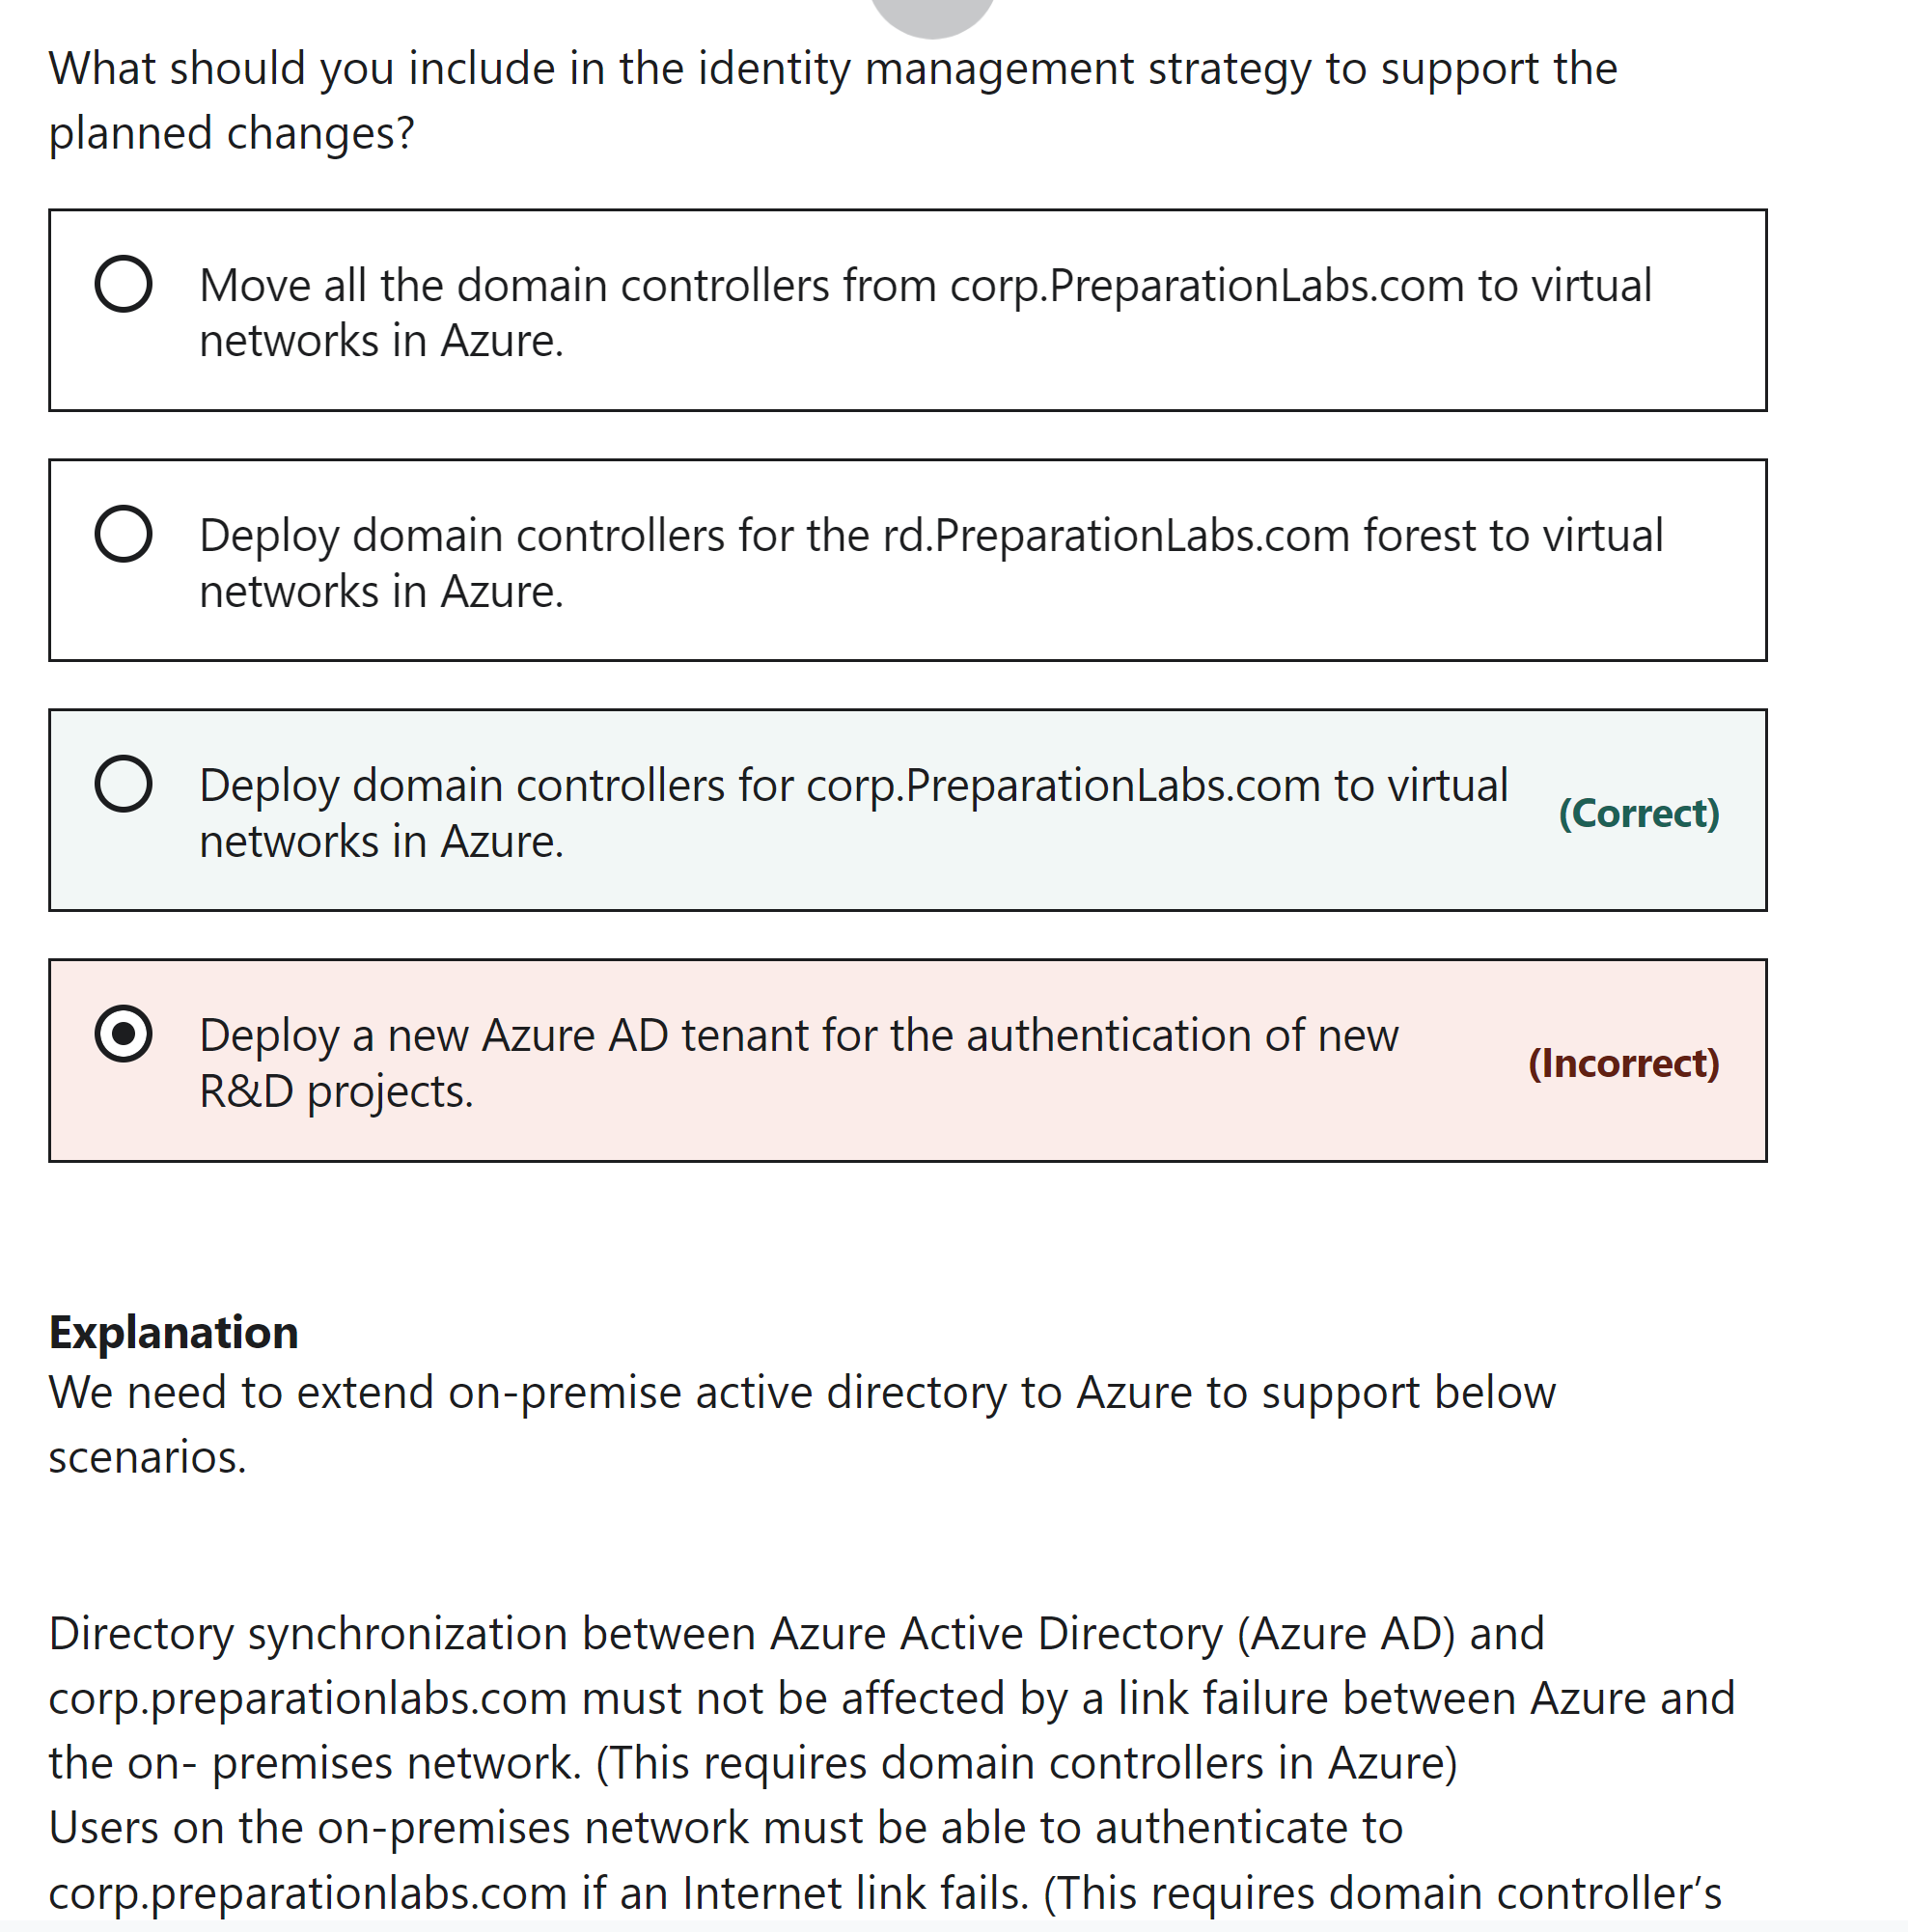 What should you include in the identity management strategy to support the
planned changes?
Move all the domain controllers from corp.PreparationLabs.com to virtual
networks in Azure.
Deploy domain controllers for the rd.PreparationLabs.com forest to virtual
networks in Azure.
Deploy domain controllers for corp.PreparationLabs.com to virtual
networks in Azure.
(Correct)
Deploy a new Azure AD tenant for the authentication of new
R&D projects.
(Incorrect)
Explanation
We need to extend on-premise active directory to Azure to support below
scenarios.
Directory synchronization between Azure Active Directory (Azure AD) and
corp.preparationlabs.com must not be affected by a link failure between Azure and
the on- premises network. (This requires domain controllers in Azure)
Users on the on-premises network must be able to authenticate to
corp.preparationlabs.com if an Internet link fails. (This requires domain controller’s